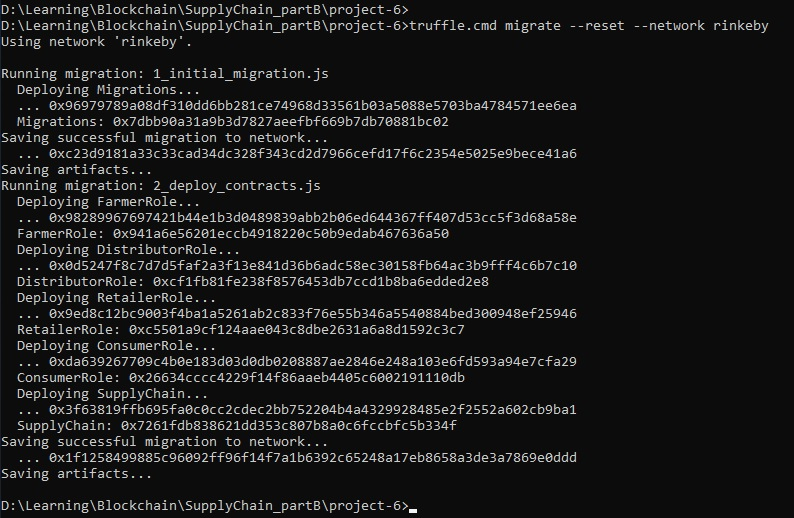 D:\Learning\Blockchain\SupplyChain_partB\project-6>
D:\Learning\Blockchain\SupplyChain_partB\project-6>truffle.cmd migrate --reset --network rinkeby
Using network 'rinkeby'.
Running migration: 1_initial_migration.js
Deploying Migrations...
... 0x96979789a08df310dd6bb281ce74968d33561b03a5088e5703ba4784571ee6ea
Migrations: 0x7dbb90a31a9b3d7827aeefbf669b7db70881bc02
Saving successful migration to network...
... 0xc23d9181a33c33cad34dc328f343cd2d7966cefd17f6c2354e5025e9bece41a6
Saving artifacts...
Running migration: 2_deploy_contracts.js
Deploying FarmerRole...
... 0x98289967697421b44e1b3d0489839abb2b06ed644367ff407d53cc5f3d68a58e
FarmerRole: 0x941a6e56201eccb4918220c50b9edab467636a50
Deploying DistributorRole...
... 0x0d5247f8c7d7d5faf2a3f13e841d36b6adc58ec30158fb64ac3b9fff4c6b7c10
DistributorRole: 0xcf1fb81fe238f8576453db7ccd1b8ba6edded2e8
Deploying RetailerRole...
... 0x9ed8c12bc9003f4ba1a5261ab2c833f76e55b346a5540884bed300948ef25946
RetailerRole: 0xc5501a9cf124aae043c8dbe2631a6a8d1592c3c7
Deploying ConsumerRole...
... 0xda639267709c4b0e183d03d0db0208887ae2846e248a103e6fd593a94e7cfa29
ConsumerRole: 0x26634cccc4229f14f86aaeb4405c6002191110db
Deploying SupplyChain...
... 0x3f63819ffb695fa0c0cc2cdec2bb752204b4a4329928485e2f2552a602cb9ba1
SupplyChain: 0x7261fdb838621dd353c807b8a0c6fccbfc5b334f
Saving successful migration to network...
... 0x1f1258499885c96092ff96f14f7a1b6392c65248a17eb8658a3de3a7869e0ddd
Saving artifacts...
D:\Learning\Blockchain\SupplyChain_partB\project-6>